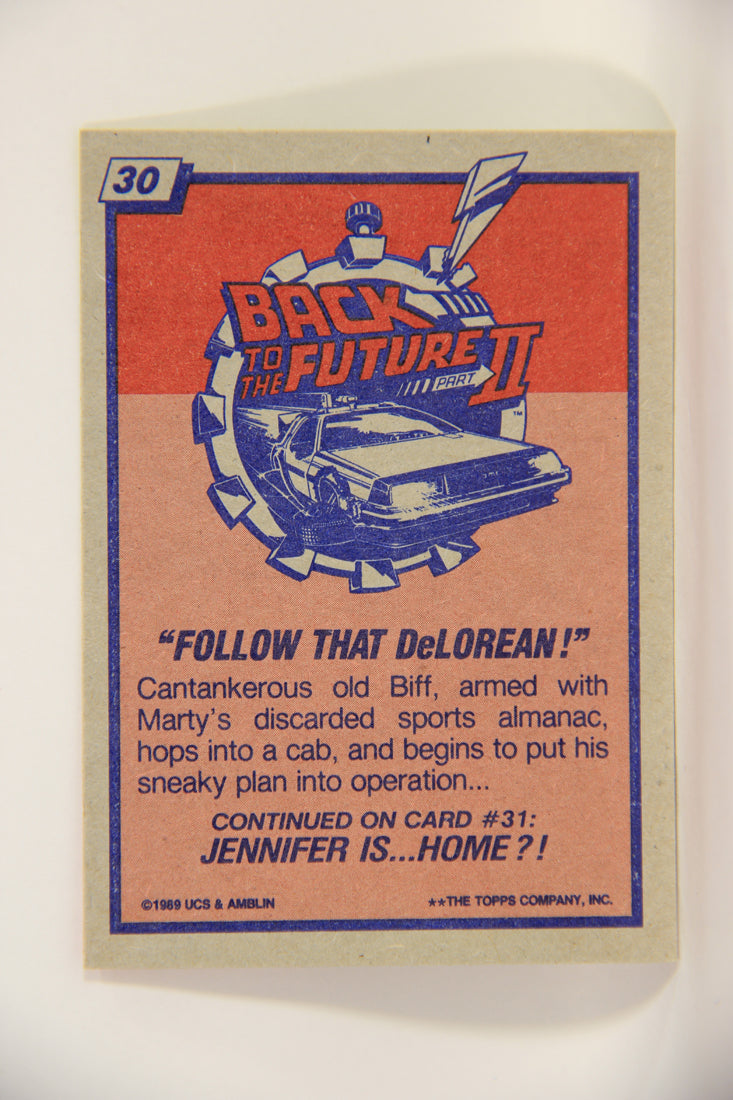 30
BACK
TO THE FUTURE
PART II
™
“FOLLOW THAT DeLOREAN!”
Cantankerous old Biff, armed with
Marty’s discarded sports almanac,
hops into a cab, and begins to put his
sneaky plan into operation...
CONTINUED ON CARD #31:
JENNIFER IS...HOME?!
©1989 UCS & AMBLIN
★★THE TOPPS COMPANY, INC.